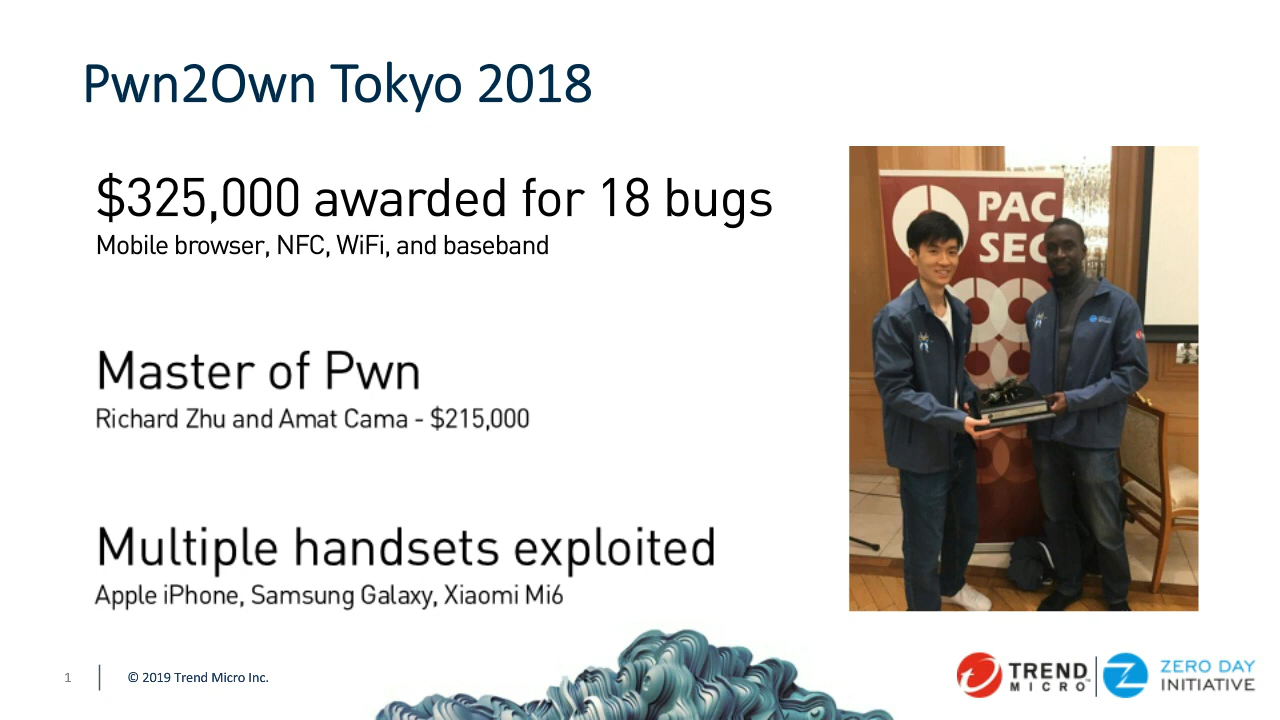 Pwn2Own Tokyo 2018
$325,000 awarded for 18 bugs
Mobile browser, NFC, WiFi, and baseband
PAC
SEC
Master of Pwn
Richard Zhu and Amat Cama - $215,000
Multiple handsets exploited
Apple iPhone, Samsung Galaxy, Xiaomi Mi6
1
© 2019 Trend Micro Inc.
TREND
MICRO™
ZERO DAY
INITIATIVE